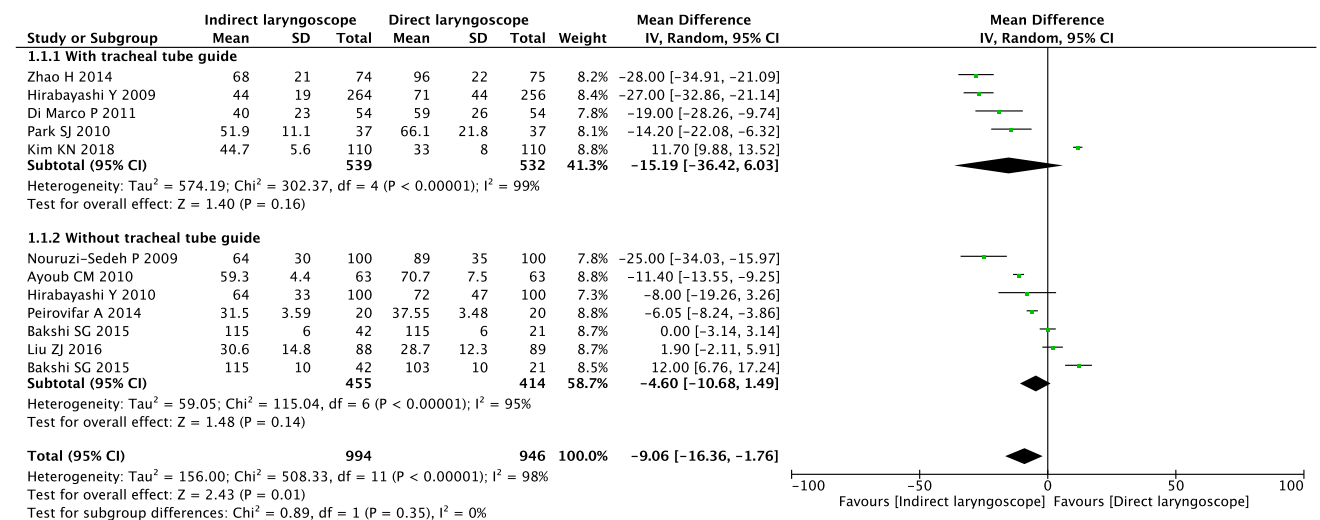 Indirect laryngoscope Direct laryngoscope Mean Difference Mean Difference
Study or Subgroup Mean SD Total Mean SD Total Weight IV, Random, 95% CI IV, Random, 95% CI
1.1.1 With tracheal tube guide
Zhao H 2014 68 21 74 96 22 75 8.2% −28.00 [−34.91, −21.09]
Hirabayashi Y 2009 44 19 264 71 44 256 8.4% −27.00 [−32.86, −21.14]
Di Marco P 2011 40 23 54 59 26 54 7.8% −19.00 [−28.26, −9.74]
Park SJ 2010 51.9 11.1 37 66.1 21.8 37 8.1% −14.20 [−22.08, −6.32]
Kim KN 2018 44.7 5.6 110 33 8 110 8.8% 11.70 [9.88, 13.52]
Subtotal (95% CI) 539 532 41.3% −15.19 [−36.42, 6.03]
Heterogeneity: Tau² = 574.19; Chi² = 302.37, df = 4 (P < 0.00001); I² = 99%
Test for overall effect: Z = 1.40 (P = 0.16)
1.1.2 Without tracheal tube guide
Nouruzi−Sedeh P 2009 64 30 100 89 35 100 7.8% −25.00 [−34.03, −15.97]
Ayoub CM 2010 59.3 4.4 63 70.7 7.5 63 8.8% −11.40 [−13.55, −9.25]
Hirabayashi Y 2010 64 33 100 72 47 100 7.3% −8.00 [−19.26, 3.26]
Peirovifar A 2014 31.5 3.59 20 37.55 3.48 20 8.8% −6.05 [−8.24, −3.86]
Bakshi SG 2015 115 6 42 115 6 21 8.7% 0.00 [−3.14, 3.14]
Liu ZJ 2016 30.6 14.8 88 28.7 12.3 89 8.7% 1.90 [−2.11, 5.91]
Bakshi SG 2015 115 10 42 103 10 21 8.5% 12.00 [6.76, 17.24]
Subtotal (95% CI) 455 414 58.7% −4.60 [−10.68, 1.49]
Heterogeneity: Tau² = 59.05; Chi² = 115.04, df = 6 (P < 0.00001); I² = 95%
Test for overall effect: Z = 1.48 (P = 0.14)
Total (95% CI) 994 946 100.0% −9.06 [−16.36, −1.76]
Heterogeneity: Tau² = 156.00; Chi² = 508.33, df = 11 (P < 0.00001); I² = 98%
−100 −50 0 50 100
Test for overall effect: Z = 2.43 (P = 0.01)
Favours [Indirect laryngoscope] Favours [Direct laryngoscope]
Test for subgroup differences: Chi² = 0.89, df = 1 (P = 0.35), I² = 0%